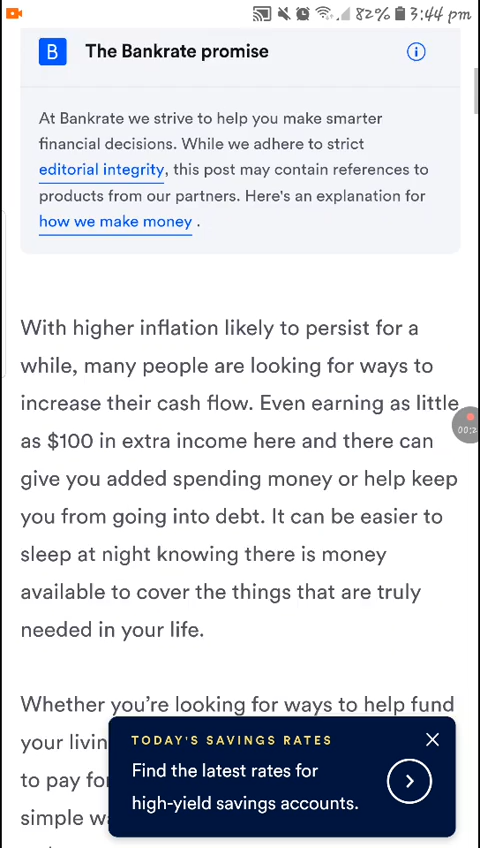 82% 3:44 pm
B The Bankrate promise
At Bankrate we strive to help you make smarter
financial decisions. While we adhere to strict
editorial integrity, this post may contain references to
products from our partners. Here's an explanation for
how we make money .
With higher inflation likely to persist for a
while, many people are looking for ways to
increase their cash flow. Even earning as little
as $100 in extra income here and there can
give you added spending money or help keep
you from going into debt. It can be easier to
sleep at night knowing there is money
available to cover the things that are truly
needed in your life.
Whether you're looking for ways to help fund
your livin
to pay fo
simple w
TODAY'S SAVINGS RATES
Find the latest rates for
high-yield savings accounts.